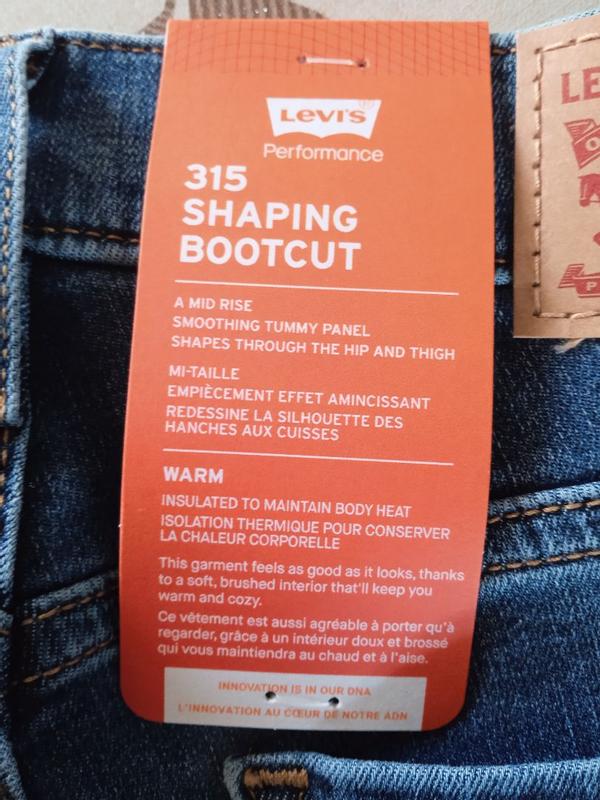 LEVI'S
Performance
315
SHAPING
BOOTCUT
A MID RISE
SMOOTHING TUMMY PANEL
SHAPES THROUGH THE HIP AND THIGH
MI-TAILLE
EMPIÈCEMENT EFFET AMINCISSANT
REDESSINE LA SILHOUETTE DES
HANCHES AUX CUISSES
WARM
INSULATED TO MAINTAIN BODY HEAT
ISOLATION THERMIQUE POUR CONSERVER
LA CHALEUR CORPORELLE
This garment feels as good as it looks, thanks
to a soft, brushed interior that'll keep you
warm and cozy.
Ce vêtement est aussi agréable à porter qu'à
regarder, grâce à un intérieur doux et brossé
qui vous maintiendra au chaud et à l'aise.
INNOVATION IS IN OUR DNA
L'INNOVATION AU CŒUR DE NOTRE ADN
LE